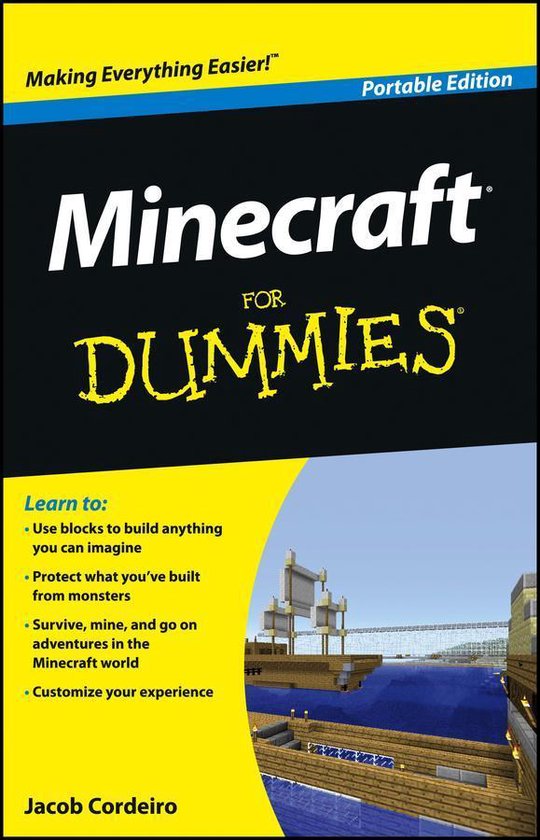 Making Everything Easier!™
Portable Edition
Minecraft®
FOR
DUMMIES®
Learn to:
• Use blocks to build anything
you can imagine
• Protect what you've built
from monsters
• Survive, mine, and go on
adventures in the
Minecraft world
• Customize your experience
Jacob Cordeiro